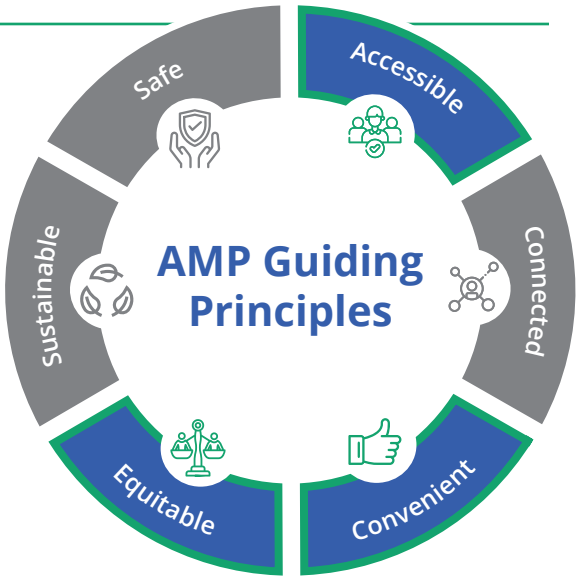 AMP Guiding
Principles
Accessible
Connected
Convenient
Equitable
Sustainable
Safe